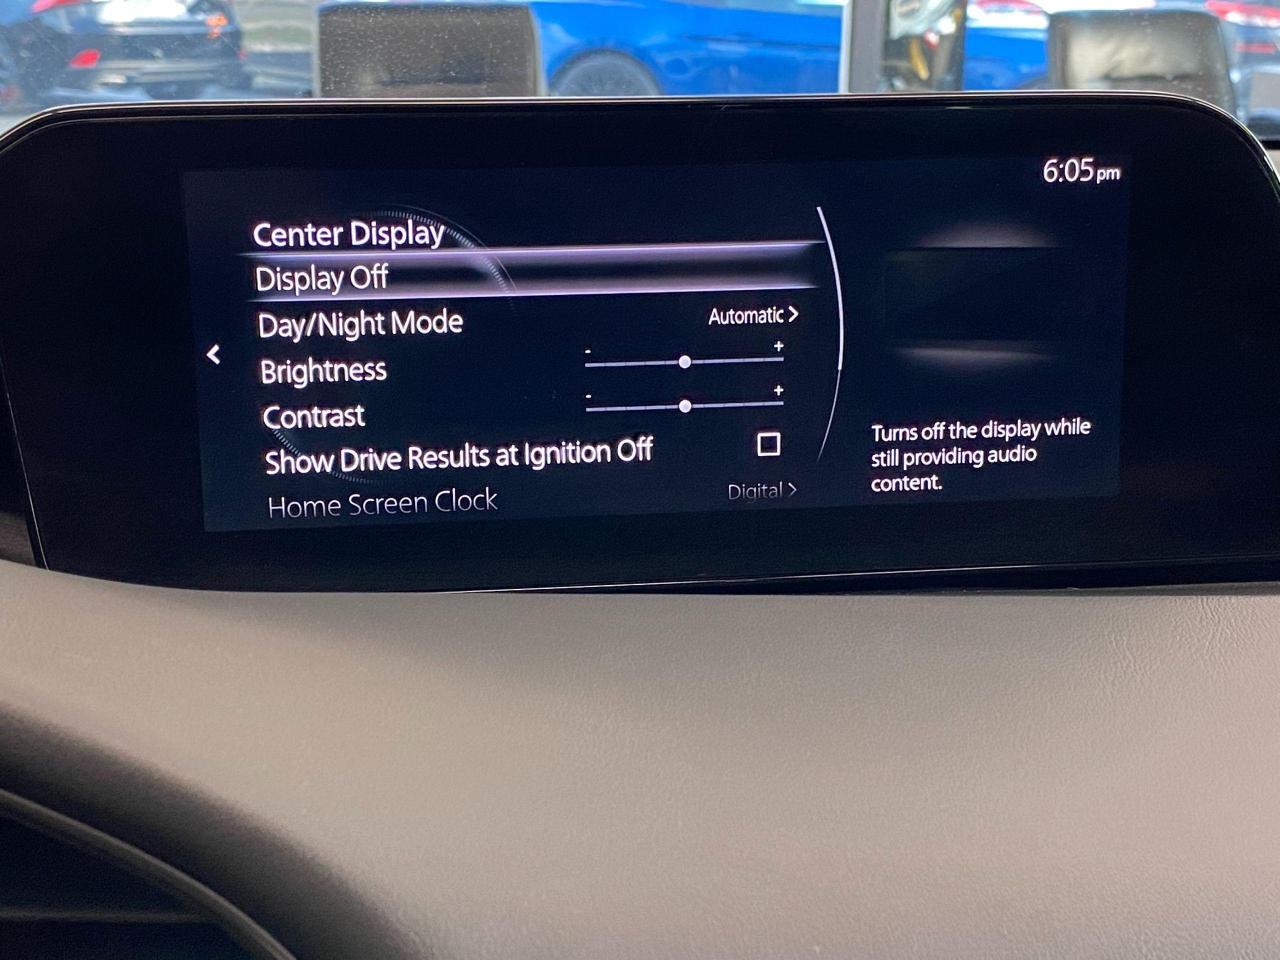 6:05pm
Center Display
Display Off
Day/Night Mode Automatic >
< Brightness - +
Contrast - +
Show Drive Results at Ignition Off
Home Screen Clock Digital >
Turns off the display while
still providing audio
content.